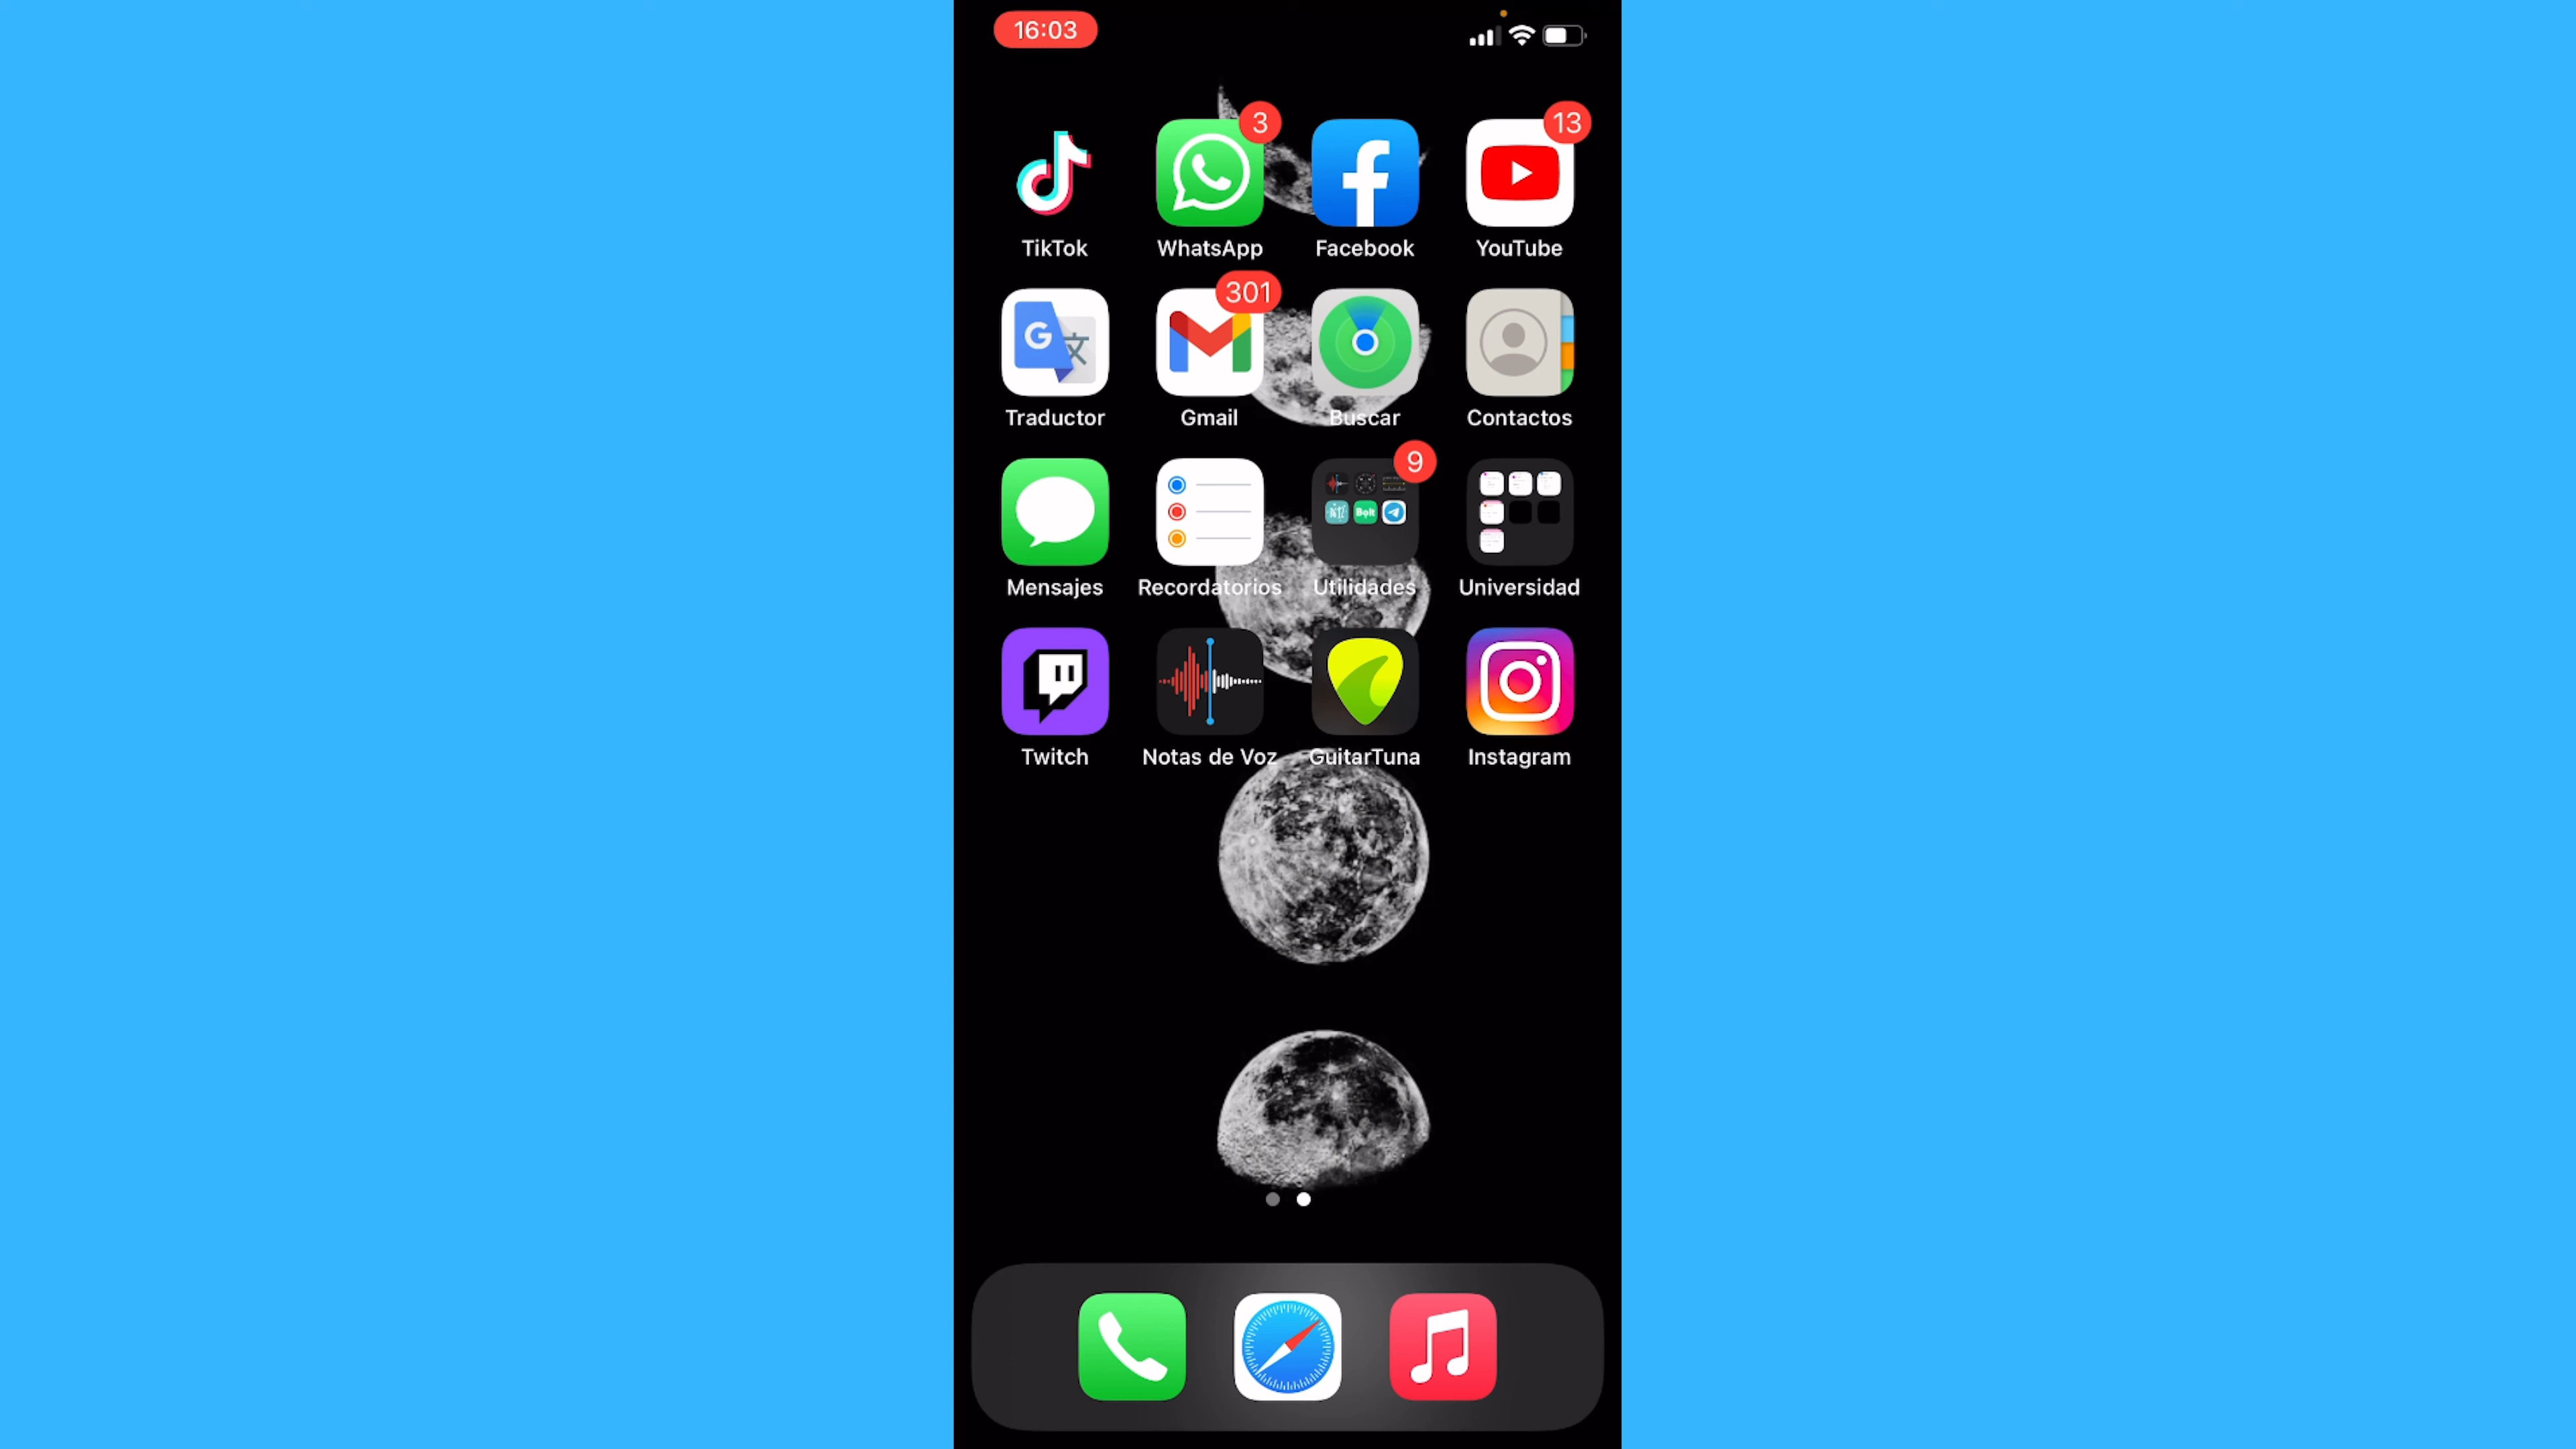 16:03
3
13
TikTok
WhatsApp
Facebook
YouTube
301
Traductor
Gmail
Buscar
Contactos
9
Bolt
Mensajes
Recordatorios
Utilidades
Universidad
Twitch
Notas de Voz
GuitarTuna
Instagram